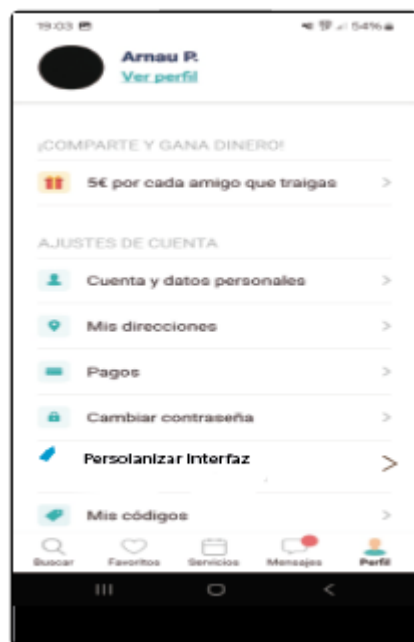 19:03 54%
Arnau P.
Ver perfil
¡COMPARTE Y GANA DINERO!
5€ por cada amigo que traigas
AJUSTES DE CUENTA
Cuenta y datos personales
Mis direcciones
Pagos
Cambiar contraseña
Persolanizar Interfaz
Mis códigos
Buscar Favoritos Servicios Mensajes Perfil